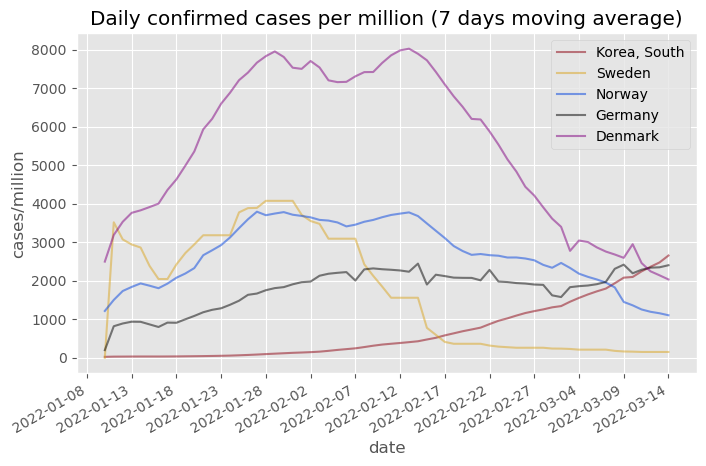 Daily confirmed cases per million (7 days moving average)
8000
7000
6000
5000
4000
3000
2000
1000
0
cases/million
Korea, South
Sweden
Norway
Germany
Denmark
2022-01-08
2022-01-13
2022-01-18
2022-01-23
2022-01-28
2022-02-02
2022-02-07
2022-02-12
2022-02-17
2022-02-22
2022-02-27
2022-03-04
2022-03-09
2022-03-14
date